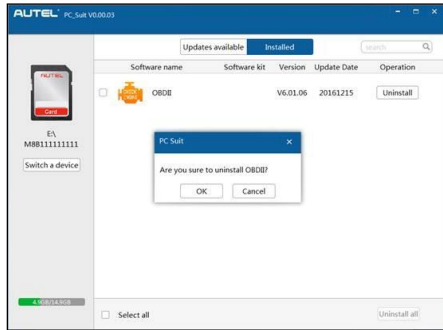 AUTEL PC_Suit V0.00.03
Updates available Installed search
Software name Software kit Version Update Date Operation
AUTEL
Card
E:\
M8B111111111
Switch a device
OBDII V6.01.06 20161215 Uninstall
PC Suit
Are you sure to uninstall OBDII?
OK Cancel
4.9GB/14.8GB
Select all Uninstall all